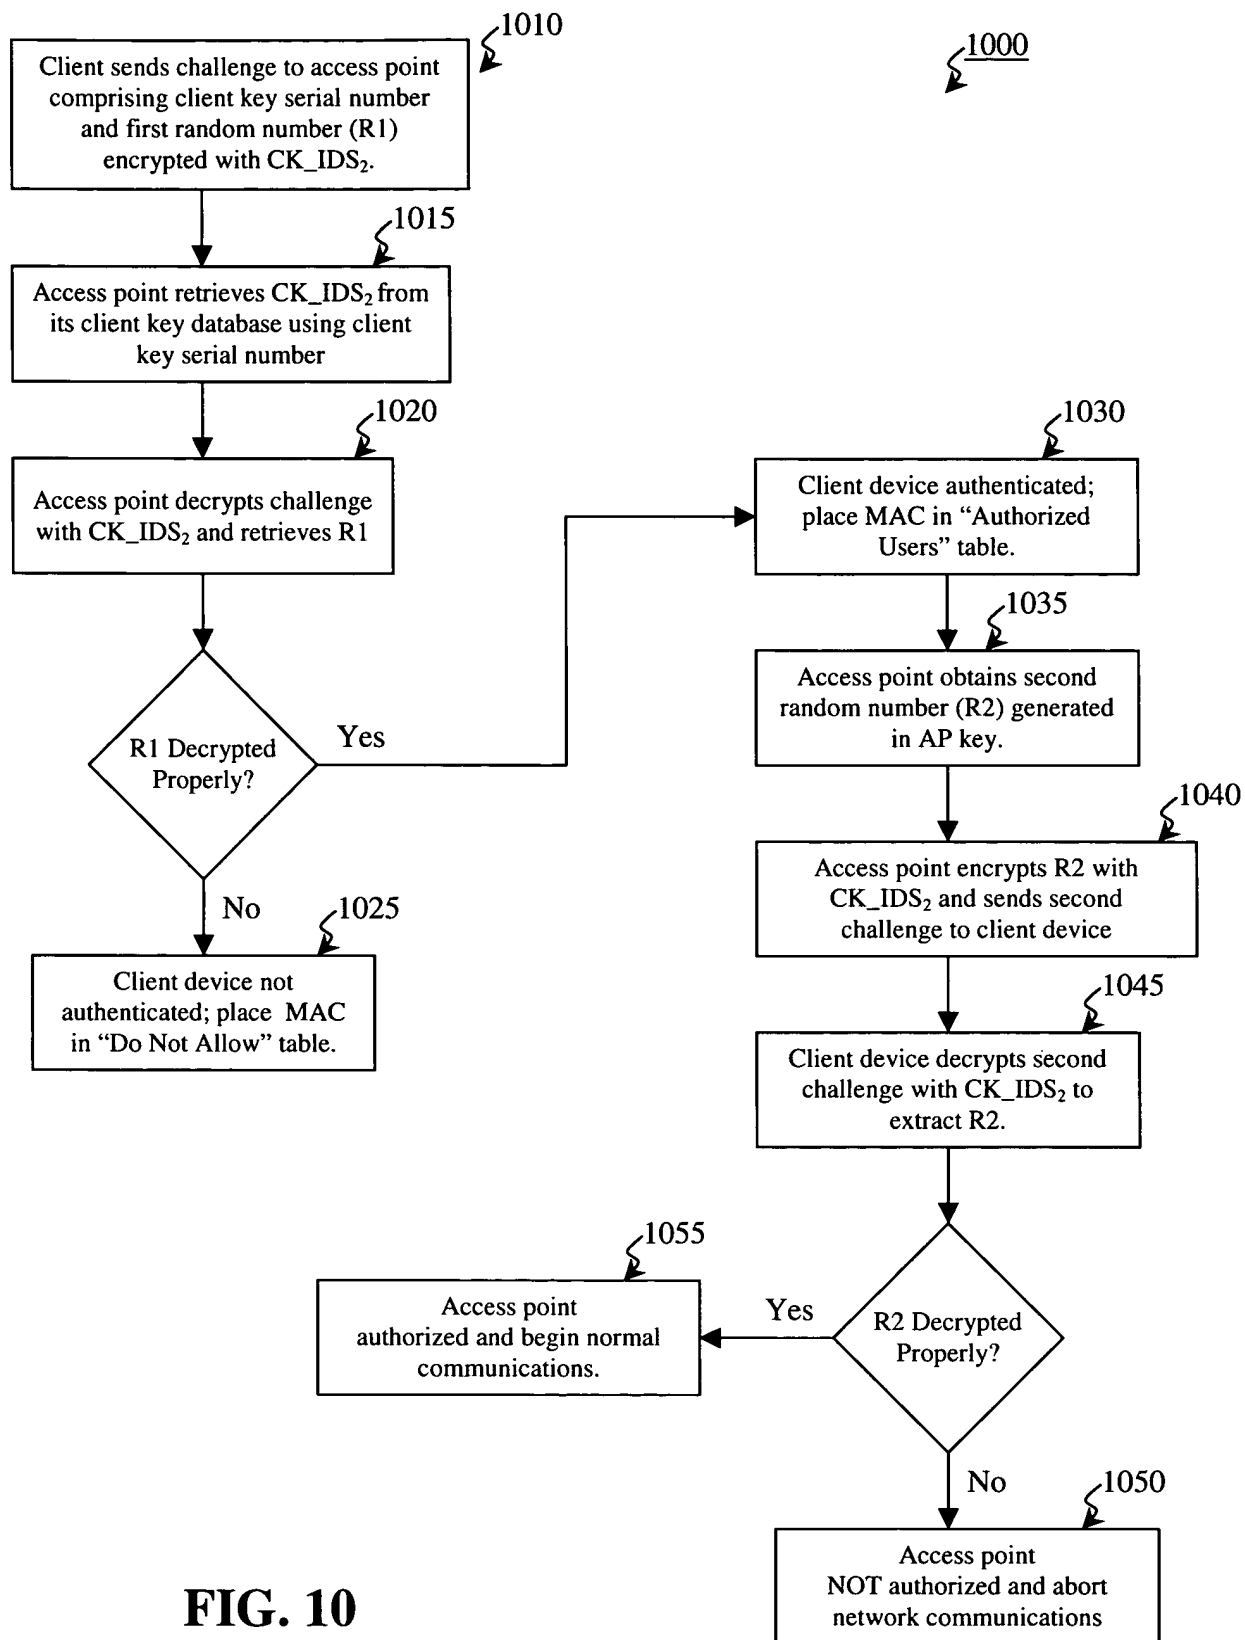 1010
1000
Client sends challenge to access point
comprising client key serial number
and first random number (R1)
encrypted with CK_IDS₂.
1015
Access point retrieves CK_IDS₂ from
its client key database using client
key serial number
1020
Access point decrypts challenge
with CK_IDS₂ and retrieves R1
R1 Decrypted
Properly?
Yes
No
1025
Client device not
authenticated; place MAC
in “Do Not Allow” table.
1030
Client device authenticated;
place MAC in “Authorized
Users” table.
1035
Access point obtains second
random number (R2) generated
in AP key.
1040
Access point encrypts R2 with
CK_IDS₂ and sends second
challenge to client device
1045
Client device decrypts second
challenge with CK_IDS₂ to
extract R2.
R2 Decrypted
Properly?
Yes
1055
Access point
authorized and begin normal
communications.
No
1050
Access point
NOT authorized and abort
network communications
FIG. 10